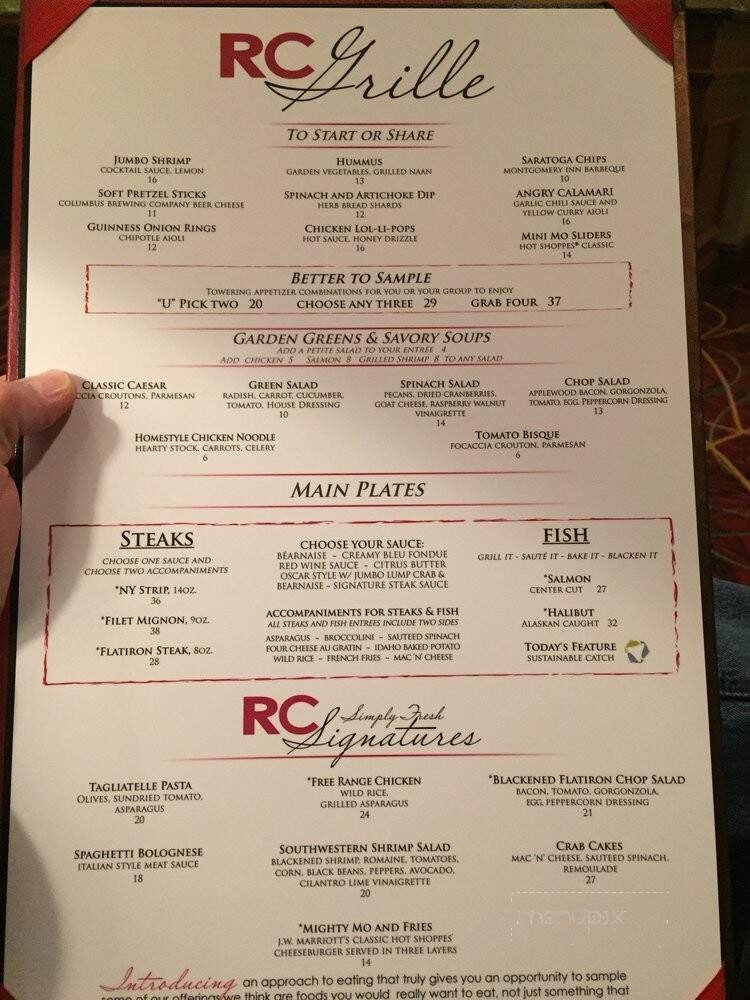 RC Grille
TO START OR SHARE
JUMBO SHRIMP
COCKTAIL SAUCE, LEMON
16
HUMMUS
GARDEN VEGETABLES, GRILLED NAAN
13
SARATOGA CHIPS
MONTGOMERY INN BARBEQUE
10
SOFT PRETZEL STICKS
COLUMBUS BREWING COMPANY BEER CHEESE
11
SPINACH AND ARTICHOKE DIP
HERB BREAD SHARDS
12
ANGRY CALAMARI
GARLIC CHILI SAUCE AND
YELLOW CURRY AIOLI
16
GUINNESS ONION RINGS
CHIPOTLE AIOLI
12
CHICKEN LOL-LI-POPS
HOT SAUCE, HONEY DRIZZLE
16
MINI MO SLIDERS
HOT SHOPPES® CLASSIC
14
BETTER TO SAMPLE
TOWERING APPETIZER COMBINATIONS FOR YOU OR YOUR GROUP TO ENJOY
"U" PICK TWO 20 CHOOSE ANY THREE 29 GRAB FOUR 37
GARDEN GREENS & SAVORY SOUPS
ADD A PETITE SALAD TO YOUR ENTRÉE 4
ADD CHICKEN 5 SALMON 8 GRILLED SHRIMP 8 TO ANY SALAD
CLASSIC CAESAR
CCIA CROUTONS, PARMESAN
12
GREEN SALAD
RADISH, CARROT, CUCUMBER,
TOMATO, HOUSE DRESSING
10
SPINACH SALAD
PECANS, DRIED CRANBERRIES,
GOAT CHEESE, RASPBERRY WALNUT
VINAIGRETTE
14
CHOP SALAD
APPLEWOOD BACON, GORGONZOLA,
TOMATO, EGG, PEPPERCORN DRESSING
13
HOMESTYLE CHICKEN NOODLE
HEARTY STOCK, CARROTS, CELERY
6
TOMATO BISQUE
FOCACCIA CROUTON, PARMESAN
6
MAIN PLATES
STEAKS
CHOOSE ONE SAUCE AND
CHOOSE TWO ACCOMPANIMENTS
*NY STRIP, 14OZ.
36
*FILET MIGNON, 9OZ.
38
*FLATIRON STEAK, 8OZ.
28
CHOOSE YOUR SAUCE:
BÉARNAISE ~ CREAMY BLEU FONDUE
RED WINE SAUCE ~ CITRUS BUTTER
OSCAR STYLE W/ JUMBO LUMP CRAB &
BEARNAISE ~ SIGNATURE STEAK SAUCE
ACCOMPANIMENTS FOR STEAKS & FISH
ALL STEAKS AND FISH ENTREES INCLUDE TWO SIDES
ASPARAGUS ~ BROCCOLINI ~ SAUTEED SPINACH
FOUR CHEESE AU GRATIN ~ IDAHO BAKED POTATO
WILD RICE ~ FRENCH FRIES ~ MAC 'N' CHEESE
FISH
GRILL IT - SAUTÉ IT - BAKE IT - BLACKEN IT
*SALMON
CENTER CUT 27
*HALIBUT
ALASKAN CAUGHT 32
TODAY'S FEATURE
SUSTAINABLE CATCH
RC Simply Fresh
Signatures
TAGLIATELLE PASTA
OLIVES, SUNDRIED TOMATO,
ASPARAGUS
20
*FREE RANGE CHICKEN
WILD RICE,
GRILLED ASPARAGUS
24
*BLACKENED FLATIRON CHOP SALAD
BACON, TOMATO, GORGONZOLA,
EGG, PEPPERCORN DRESSING
21
SPAGHETTI BOLOGNESE
ITALIAN STYLE MEAT SAUCE
18
SOUTHWESTERN SHRIMP SALAD
BLACKENED SHRIMP, ROMAINE, TOMATOES,
CORN, BLACK BEANS, PEPPERS, AVOCADO,
CILANTRO LIME VINAIGRETTE
20
CRAB CAKES
MAC 'N' CHEESE, SAUTEED SPINACH,
REMOULADE
27
*MIGHTY MO AND FRIES
J.W. MARRIOTT'S CLASSIC HOT SHOPPES'
CHEESEBURGER SERVED IN THREE LAYERS
14
Introducing an approach to eating that truly gives you an opportunity to sample
some of our offerings we think are foods you would really want to eat, not just something that